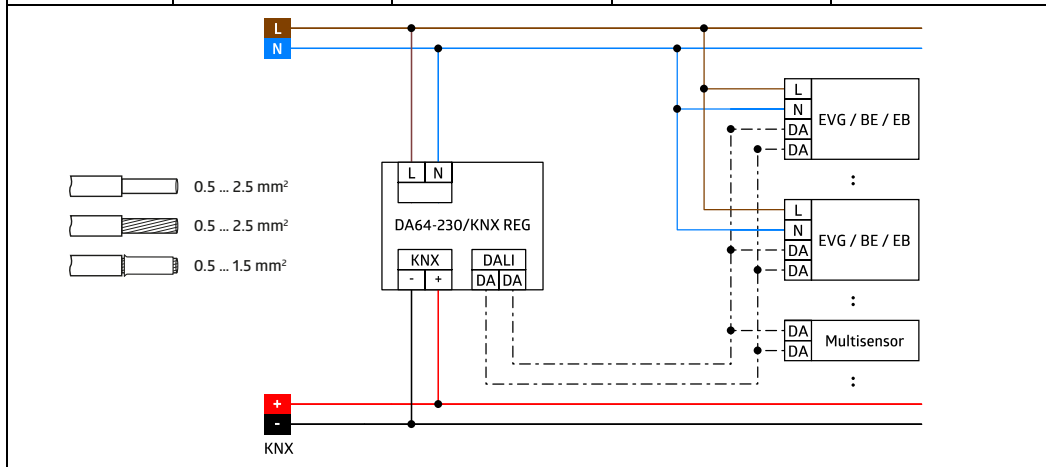 L
N
L
N
EVG / BE / EB
DA
DA
:
L N
DA64-230/KNX REG
KNX DALI
- + DA DA
0.5 ... 2.5 mm²
0.5 ... 2.5 mm²
0.5 ... 1.5 mm²
L
N
EVG / BE / EB
DA
DA
:
DA
Multisensor
DA
:
+
-
KNX